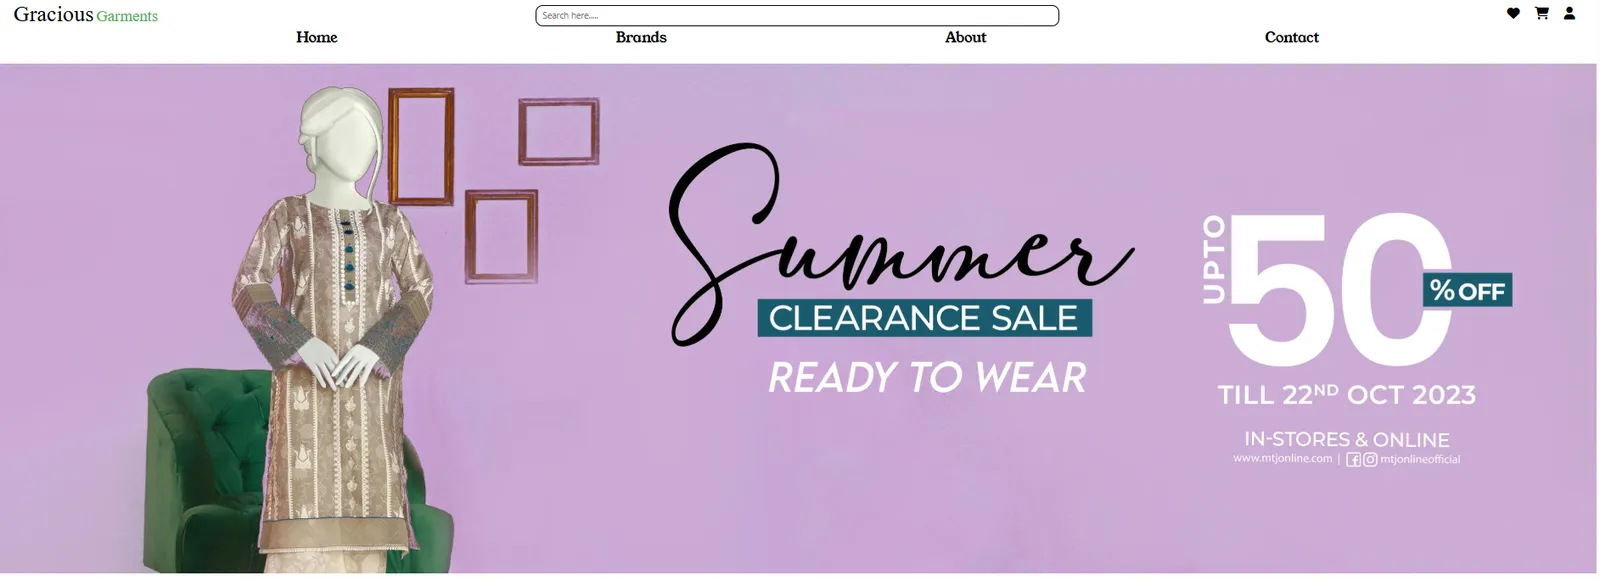 Gracious Garments
Search here.....
Home Brands About Contact
Summer
CLEARANCE SALE
READY TO WEAR
UPTO 50 % OFF
TILL 22ND OCT 2023
IN-STORES & ONLINE
www.mtjonline.com | mtjonlineofficial